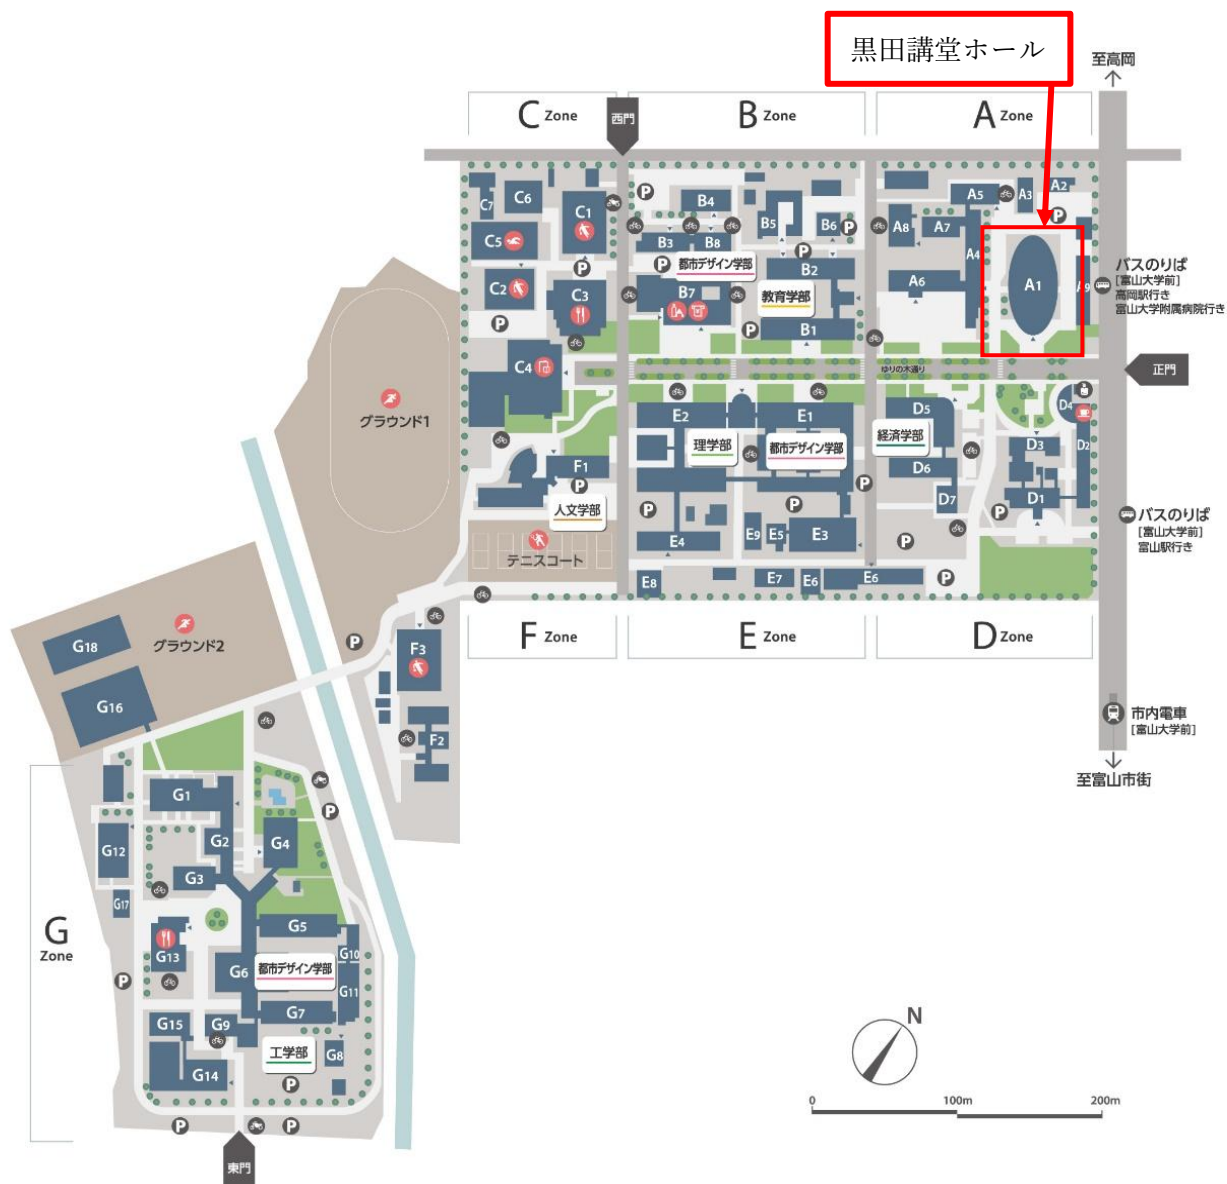 黒田講堂ホール
至高岡
C Zone
西門
B Zone
A Zone
C7
C6
C1
B4
B5
B6
P
A5
A3
A2
P
C5
B3
B8
A8
A7
A4
都市デザイン学部
P
C2
C3
B7
教育学部
B2
A6
A1
A9
バスのりば
[富山大学前]
高岡駅行き
富山大学附属病院行き
P
P
B1
C4
ゆりの木通り
正門
グラウンド1
E2
E1
D5
D4
理学部
都市デザイン学部
経済学部
D3
D2
F1
P
D6
人文学部
P
P
P
D7
P
D1
バスのりば
[富山大学前]
富山駅行き
テニスコート
E4
E9
E5
E3
P
E8
E7
E6
E6
P
F Zone
E Zone
D Zone
G18
グラウンド2
P
F3
G16
F2
市内電車
[富山大学前]
至富山市街
G1
P
G12
G2
G4
G3
G17
G
Zone
G5
G13
G6
都市デザイン学部
G10
P
G11
G7
G15
G9
工学部
G8
G14
P
P
P
東門
N
0
100m
200m